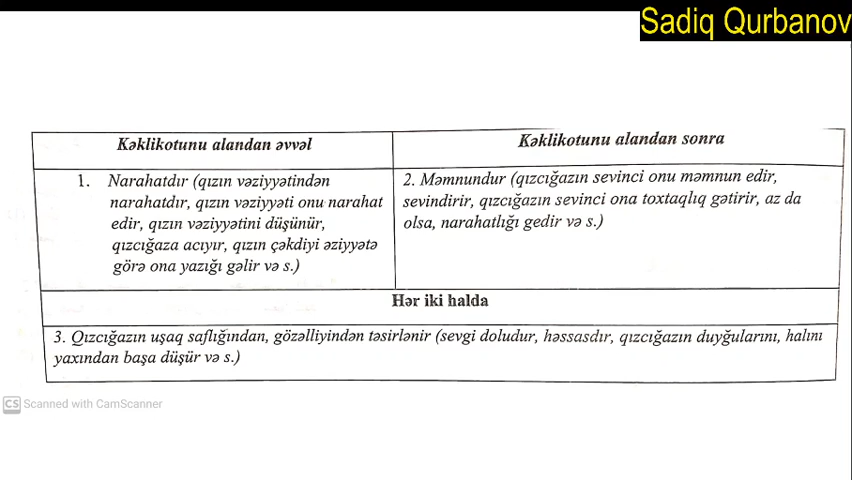 Sadiq Qurbanov
Kəklikotunu alandan əvvəl
Kəklikotunu alandan sonra
1. Narahatdır (qızın vəziyyətindən
narahatdır, qızın vəziyyəti onu narahat
edir, qızın vəziyyətini düşünür,
qızcığaza acıyır, qızın çəkdiyi əziyyətə
görə ona yazığı gəlir və s.)
2. Məmnundur (qızcığazın sevinci onu məmnun edir,
sevindirir, qızcığazın sevinci ona toxtaqlıq gətirir, az da
olsa, narahatlığı gedir və s.)
Hər iki halda
3. Qızcığazın uşaq saflığından, gözəlliyindən təsirlənir (sevgi doludur, həssasdır, qızcığazın duyğularını, halını
yaxından başa düşür və s.)
CS Scanned with CamScanner